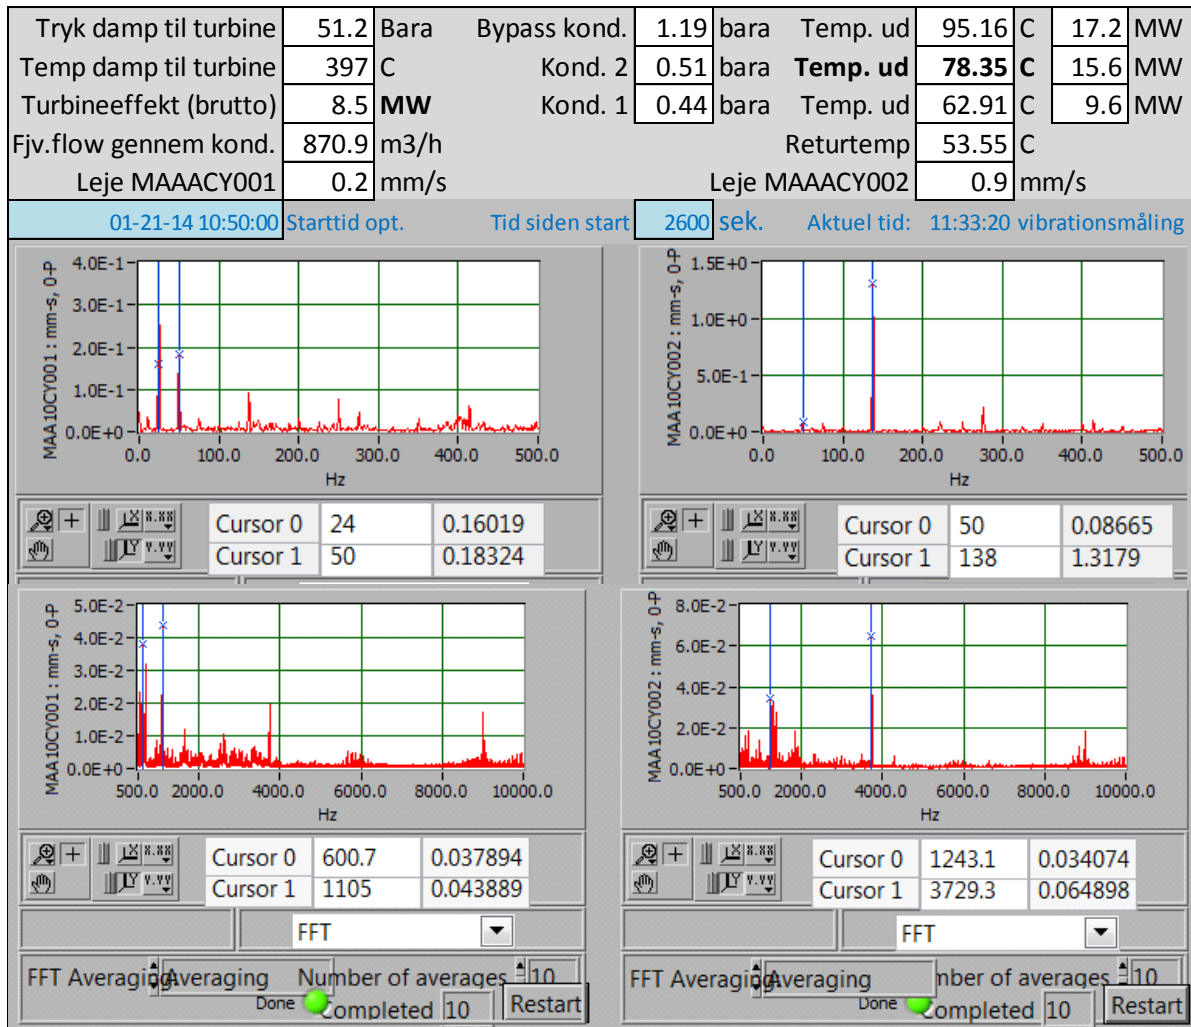 Tryk damp til turbine 51.2 Bara Bypass kond. 1.19 bara Temp. ud 95.16 C 17.2 MW
Temp damp til turbine 397 C Kond. 2 0.51 bara Temp. ud 78.35 C 15.6 MW
Turbineeffekt (brutto) 8.5 MW Kond. 1 0.44 bara Temp. ud 62.91 C 9.6 MW
Fjv.flow gennem kond. 870.9 m3/h Returtemp 53.55 C
Leje MAAACY001 0.2 mm/s Leje MAAACY002 0.9 mm/s
01-21-14 10:50:00 Starttid opt. Tid siden start 2600 sek. Aktuel tid: 11:33:20 vibrationsmåling
MAA10CY001 : mm-s, 0-P
4.0E-1
3.0E-1
2.0E-1
1.0E-1
0.0E+0
0.0 100.0 200.0 300.0 400.0 500.0
Hz
MAA10CY002 : mm-s, 0-P
1.5E+0
1.0E+0
5.0E-1
0.0E+0
0.0 100.0 200.0 300.0 400.0 500.0
Hz
X X.XX
Cursor 0 24 0.16019
Y Y.YY
Cursor 1 50 0.18324
X X.XX
Cursor 0 50 0.08665
Y Y.YY
Cursor 1 138 1.3179
MAA10CY001 : mm-s, 0-P
5.0E-2
4.0E-2
3.0E-2
2.0E-2
1.0E-2
0.0E+0
500.0 2000.0 4000.0 6000.0 8000.0 10000.0
Hz
MAA10CY002 : mm-s, 0-P
8.0E-2
6.0E-2
4.0E-2
2.0E-2
0.0E+0
500.0 2000.0 4000.0 6000.0 8000.0 10000.0
Hz
X X.XX
Cursor 0 600.7 0.037894
Y Y.YY
Cursor 1 1105 0.043889
X X.XX
Cursor 0 1243.1 0.034074
Y Y.YY
Cursor 1 3729.3 0.064898
FFT
FFT
FFT Averaging Averaging Number of averages 10
Done Completed 10 Restart
FFT Averaging Averaging mber of averages 10
Done Completed 10 Restart